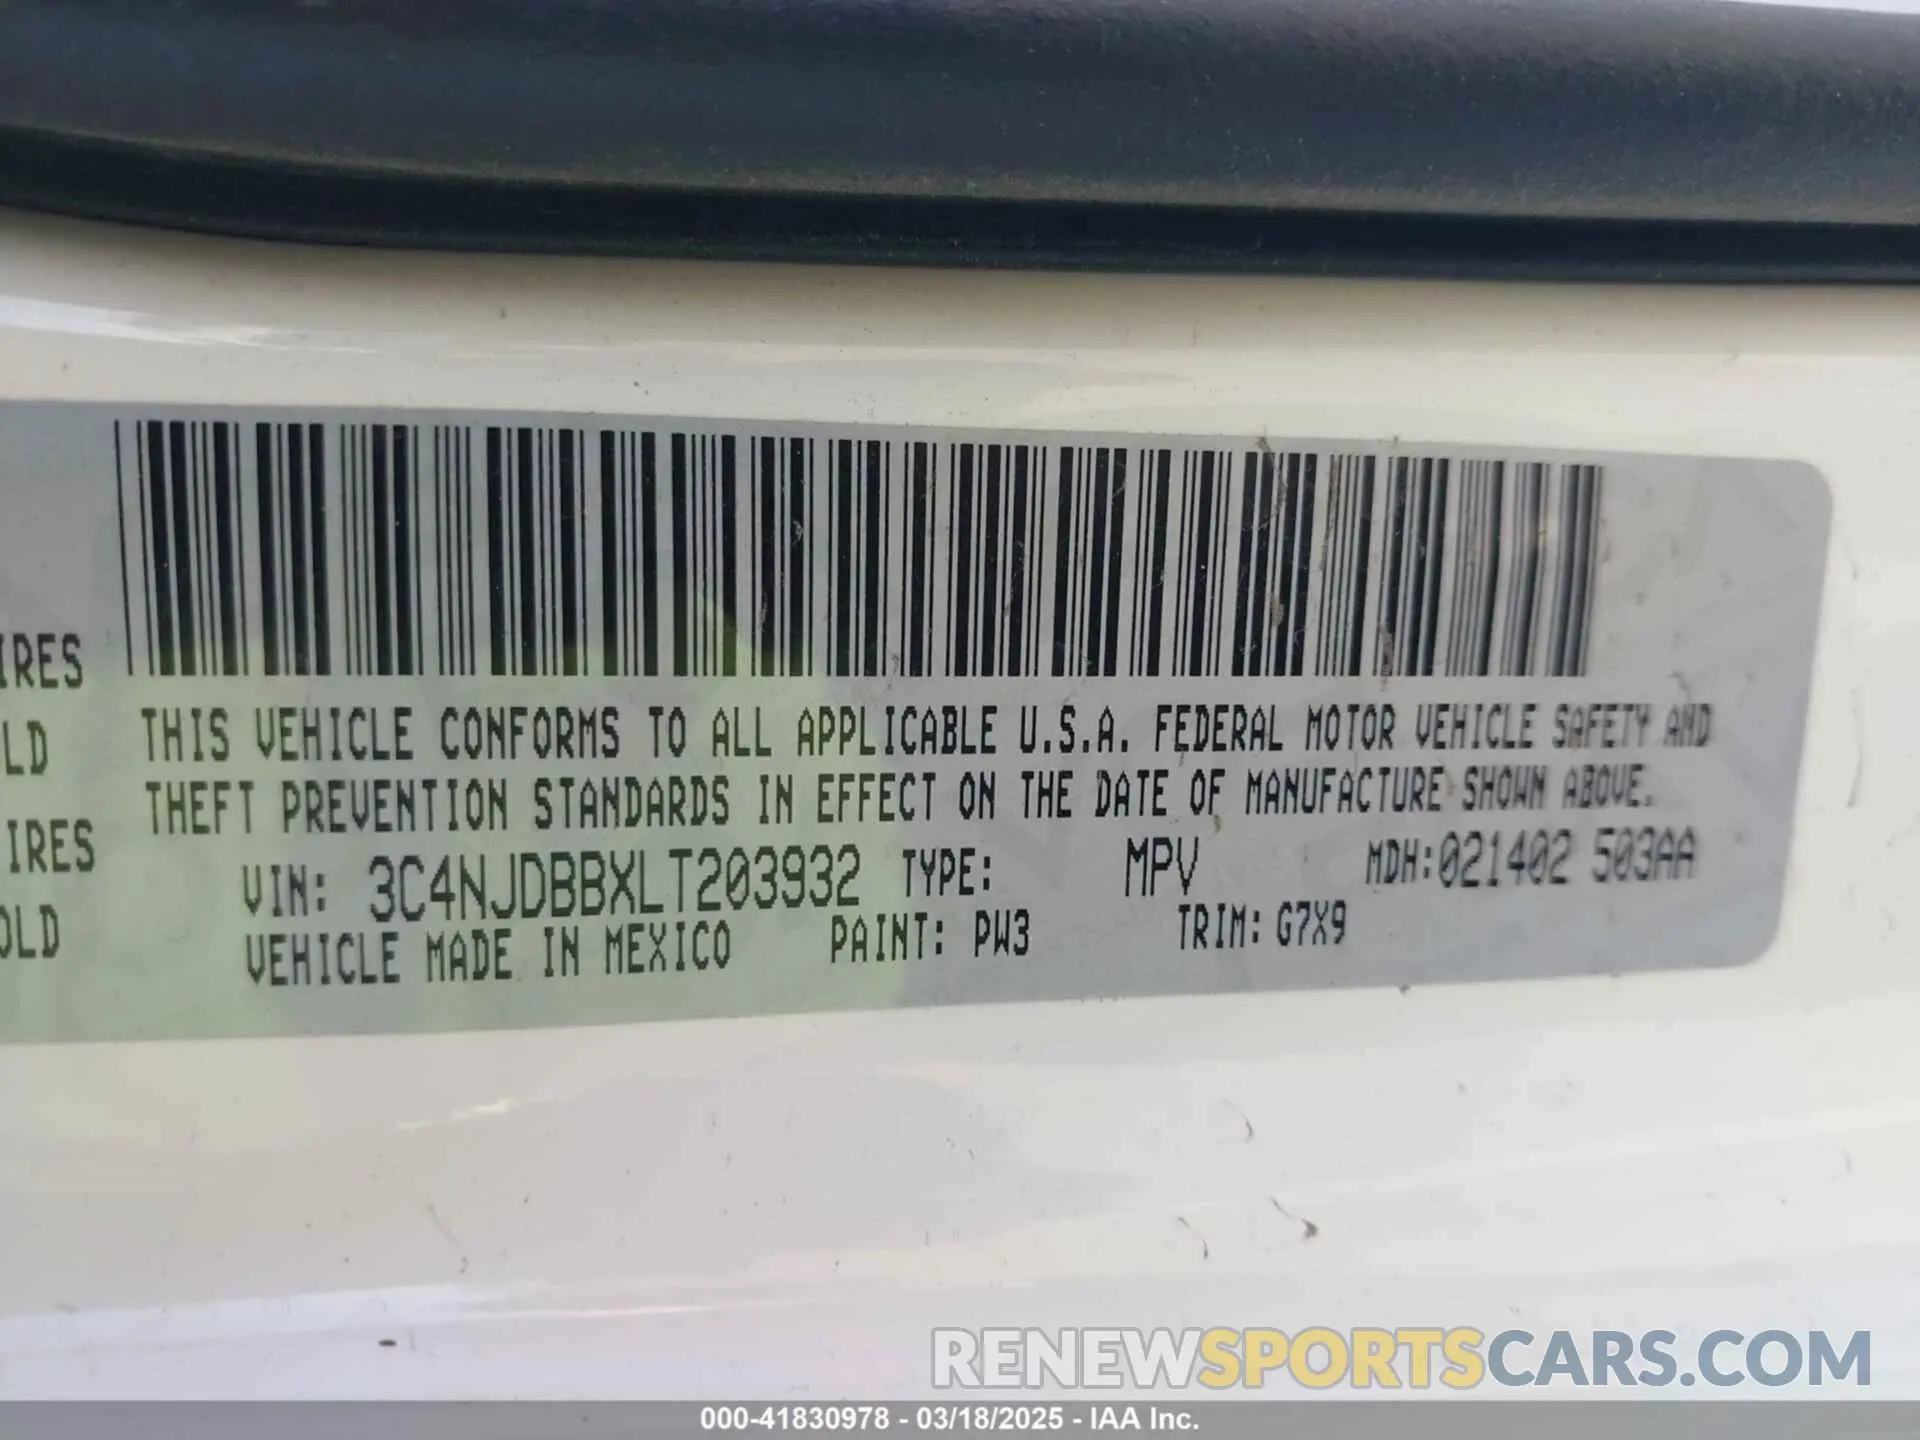 IRES
LD
IRES
OLD
THIS VEHICLE CONFORMS TO ALL APPLICABLE U.S.A. FEDERAL MOTOR VEHICLE SAFETY AND
THEFT PREVENTION STANDARDS IN EFFECT ON THE DATE OF MANUFACTURE SHOWN ABOVE.
VIN: 3C4NJDBBXLT203932 TYPE: MPV MDH:021402 503AA
VEHICLE MADE IN MEXICO PAINT: PW3 TRIM: G7X9
RENEWSPORTSCARS.COM
000-41830978 - 03/18/2025 - IAA Inc.